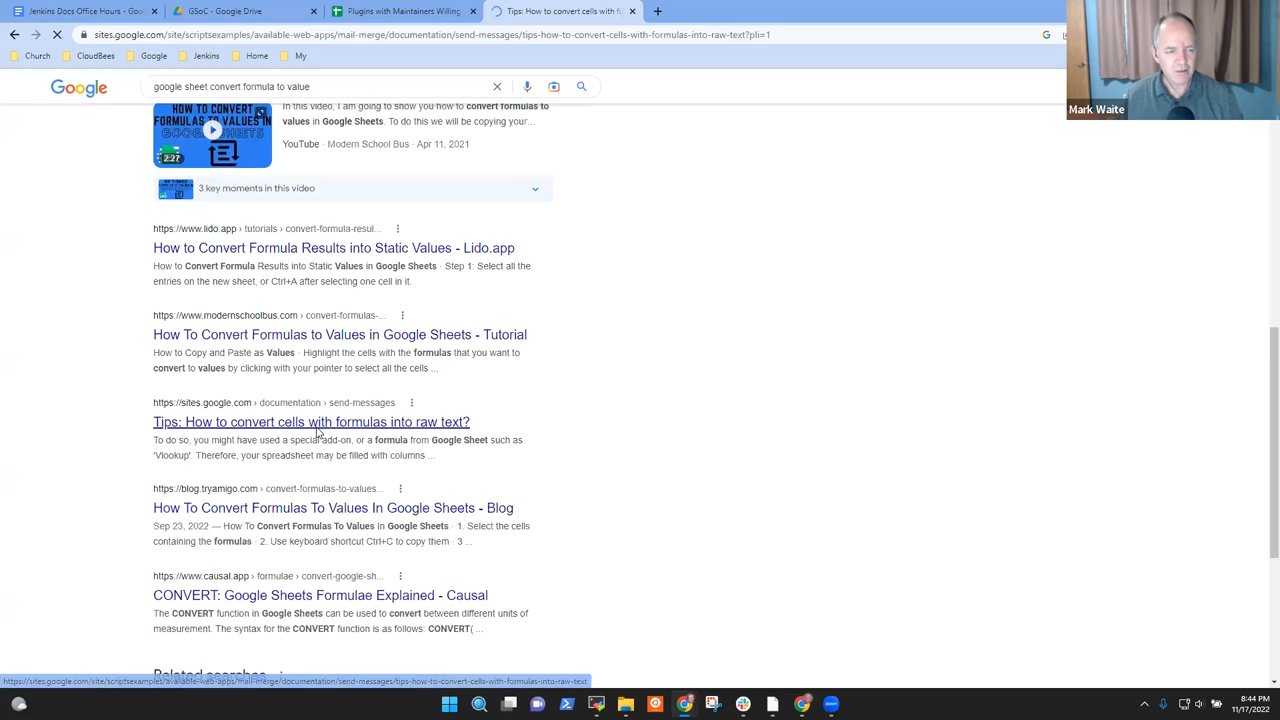 Jenkins Docs Office Hours - Goo
GSoC - Google Drive
Plugins with Maintainers Willing
Tips: How to convert cells with fo
sites.google.com/site/scriptsexamples/available-web-apps/mail-merge/documentation/send-messages/tips-how-to-convert-cells-with-formulas-into-raw-text?pli=1
Church
CloudBees
Google
Jenkins
Home
My
Mark Waite
Google
google sheet convert formula to value
HOW TO CONVERT
FORMULAS TO VALUES IN
GOOGLE SHEETS
2:27
In this video, I am going to show you how to convert formulas to
values in Google Sheets. To do this we will be copying your...
YouTube · Modern School Bus · Apr 11, 2021
3 key moments in this video
https://www.lido.app › tutorials › convert-formula-resul...
How to Convert Formula Results into Static Values - Lido.app
How to Convert Formula Results into Static Values in Google Sheets · Step 1: Select all the
entries on the new sheet, or Ctrl+A after selecting one cell in it.
https://www.modernschoolbus.com › convert-formulas-...
How To Convert Formulas to Values in Google Sheets - Tutorial
How to Copy and Paste as Values · Highlight the cells with the formulas that you want to
convert to values by clicking with your pointer to select all the cells ...
https://sites.google.com › documentation › send-messages
Tips: How to convert cells with formulas into raw text?
To do so, you might have used a special add-on, or a formula from Google Sheet such as
'Vlookup'. Therefore, your spreadsheet may be filled with columns ...
https://blog.tryamigo.com › convert-formulas-to-values...
How To Convert Formulas To Values In Google Sheets - Blog
Sep 23, 2022 — How To Convert Formulas To Values In Google Sheets · 1. Select the cells
containing the formulas · 2. Use keyboard shortcut Ctrl+C to copy them · 3 ...
https://www.causal.app › formulae › convert-google-sh...
CONVERT: Google Sheets Formulae Explained - Causal
The CONVERT function in Google Sheets can be used to convert between different units of
measurement. The syntax for the CONVERT function is as follows: CONVERT( ...
Related searches
https://sites.google.com/site/scriptsexamples/available-web-apps/mail-merge/documentation/send-messages/tips-how-to-convert-cells-with-formulas-into-raw-text
8:44 PM
11/17/2022